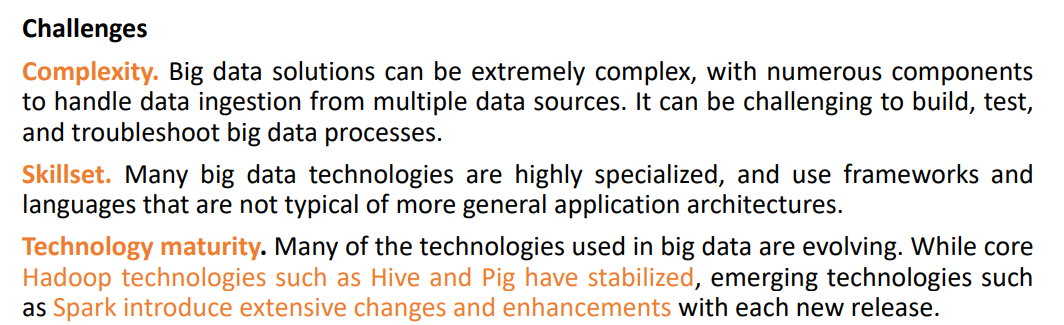 Challenges
Complexity. Big data solutions can be extremely complex, with numerous components
to handle data ingestion from multiple data sources. It can be challenging to build, test,
and troubleshoot big data processes.
Skillset. Many big data technologies are highly specialized, and use frameworks and
languages that are not typical of more general application architectures.
Technology maturity. Many of the technologies used in big data are evolving. While core
Hadoop technologies such as Hive and Pig have stabilized, emerging technologies such
as Spark introduce extensive changes and enhancements with each new release.